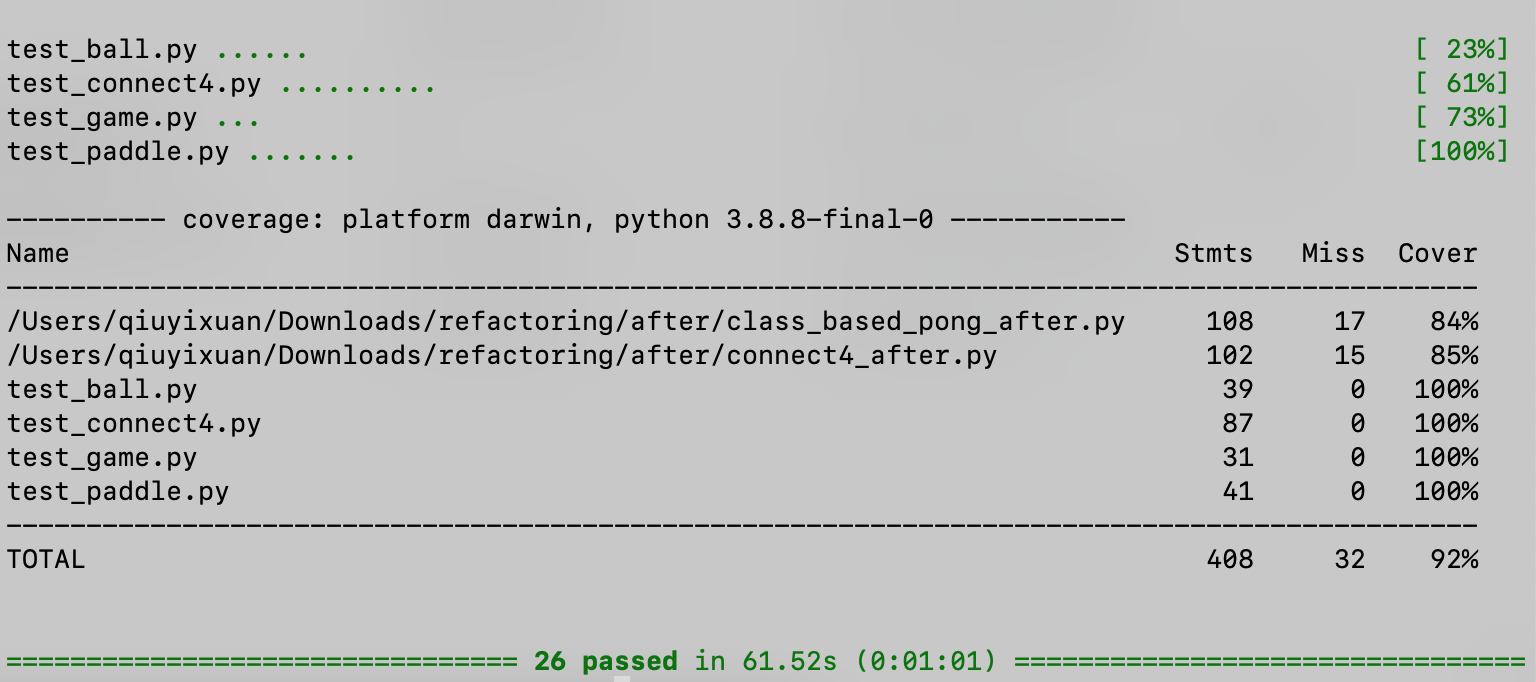 test_ball.py ...... [ 23%]
test_connect4.py .......... [ 61%]
test_game.py ... [ 73%]
test_paddle.py ....... [100%]
---------- coverage: platform darwin, python 3.8.8-final-0 -----------
Name Stmts Miss Cover
--------------------------------------------------------------------------------------------
/Users/qiuyixuan/Downloads/refactoring/after/class_based_pong_after.py 108 17 84%
/Users/qiuyixuan/Downloads/refactoring/after/connect4_after.py 102 15 85%
test_ball.py 39 0 100%
test_connect4.py 87 0 100%
test_game.py 31 0 100%
test_paddle.py 41 0 100%
--------------------------------------------------------------------------------------------
TOTAL 408 32 92%
================================ 26 passed in 61.52s (0:01:01) ================================